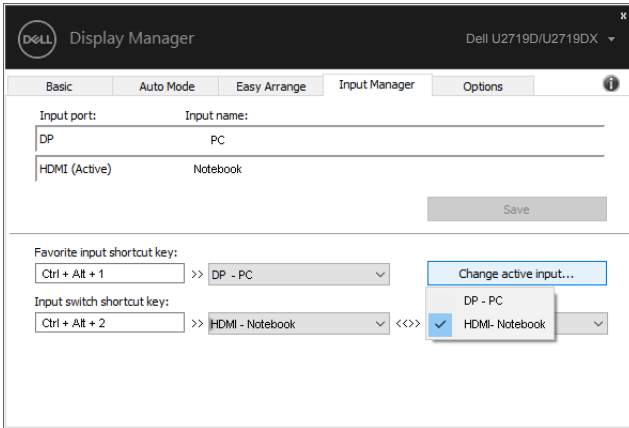 x
DELL Display Manager Dell U2719D/U2719DX
Basic Auto Mode Easy Arrange Input Manager Options
Input port: Input name:
DP PC
HDMI (Active) Notebook
Save
Favorite input shortcut key:
Ctrl + Alt + 1 >> DP - PC Change active input...
Input switch shortcut key:
Ctrl + Alt + 2 >> HDMI - Notebook <<>>
DP - PC
HDMI- Notebook